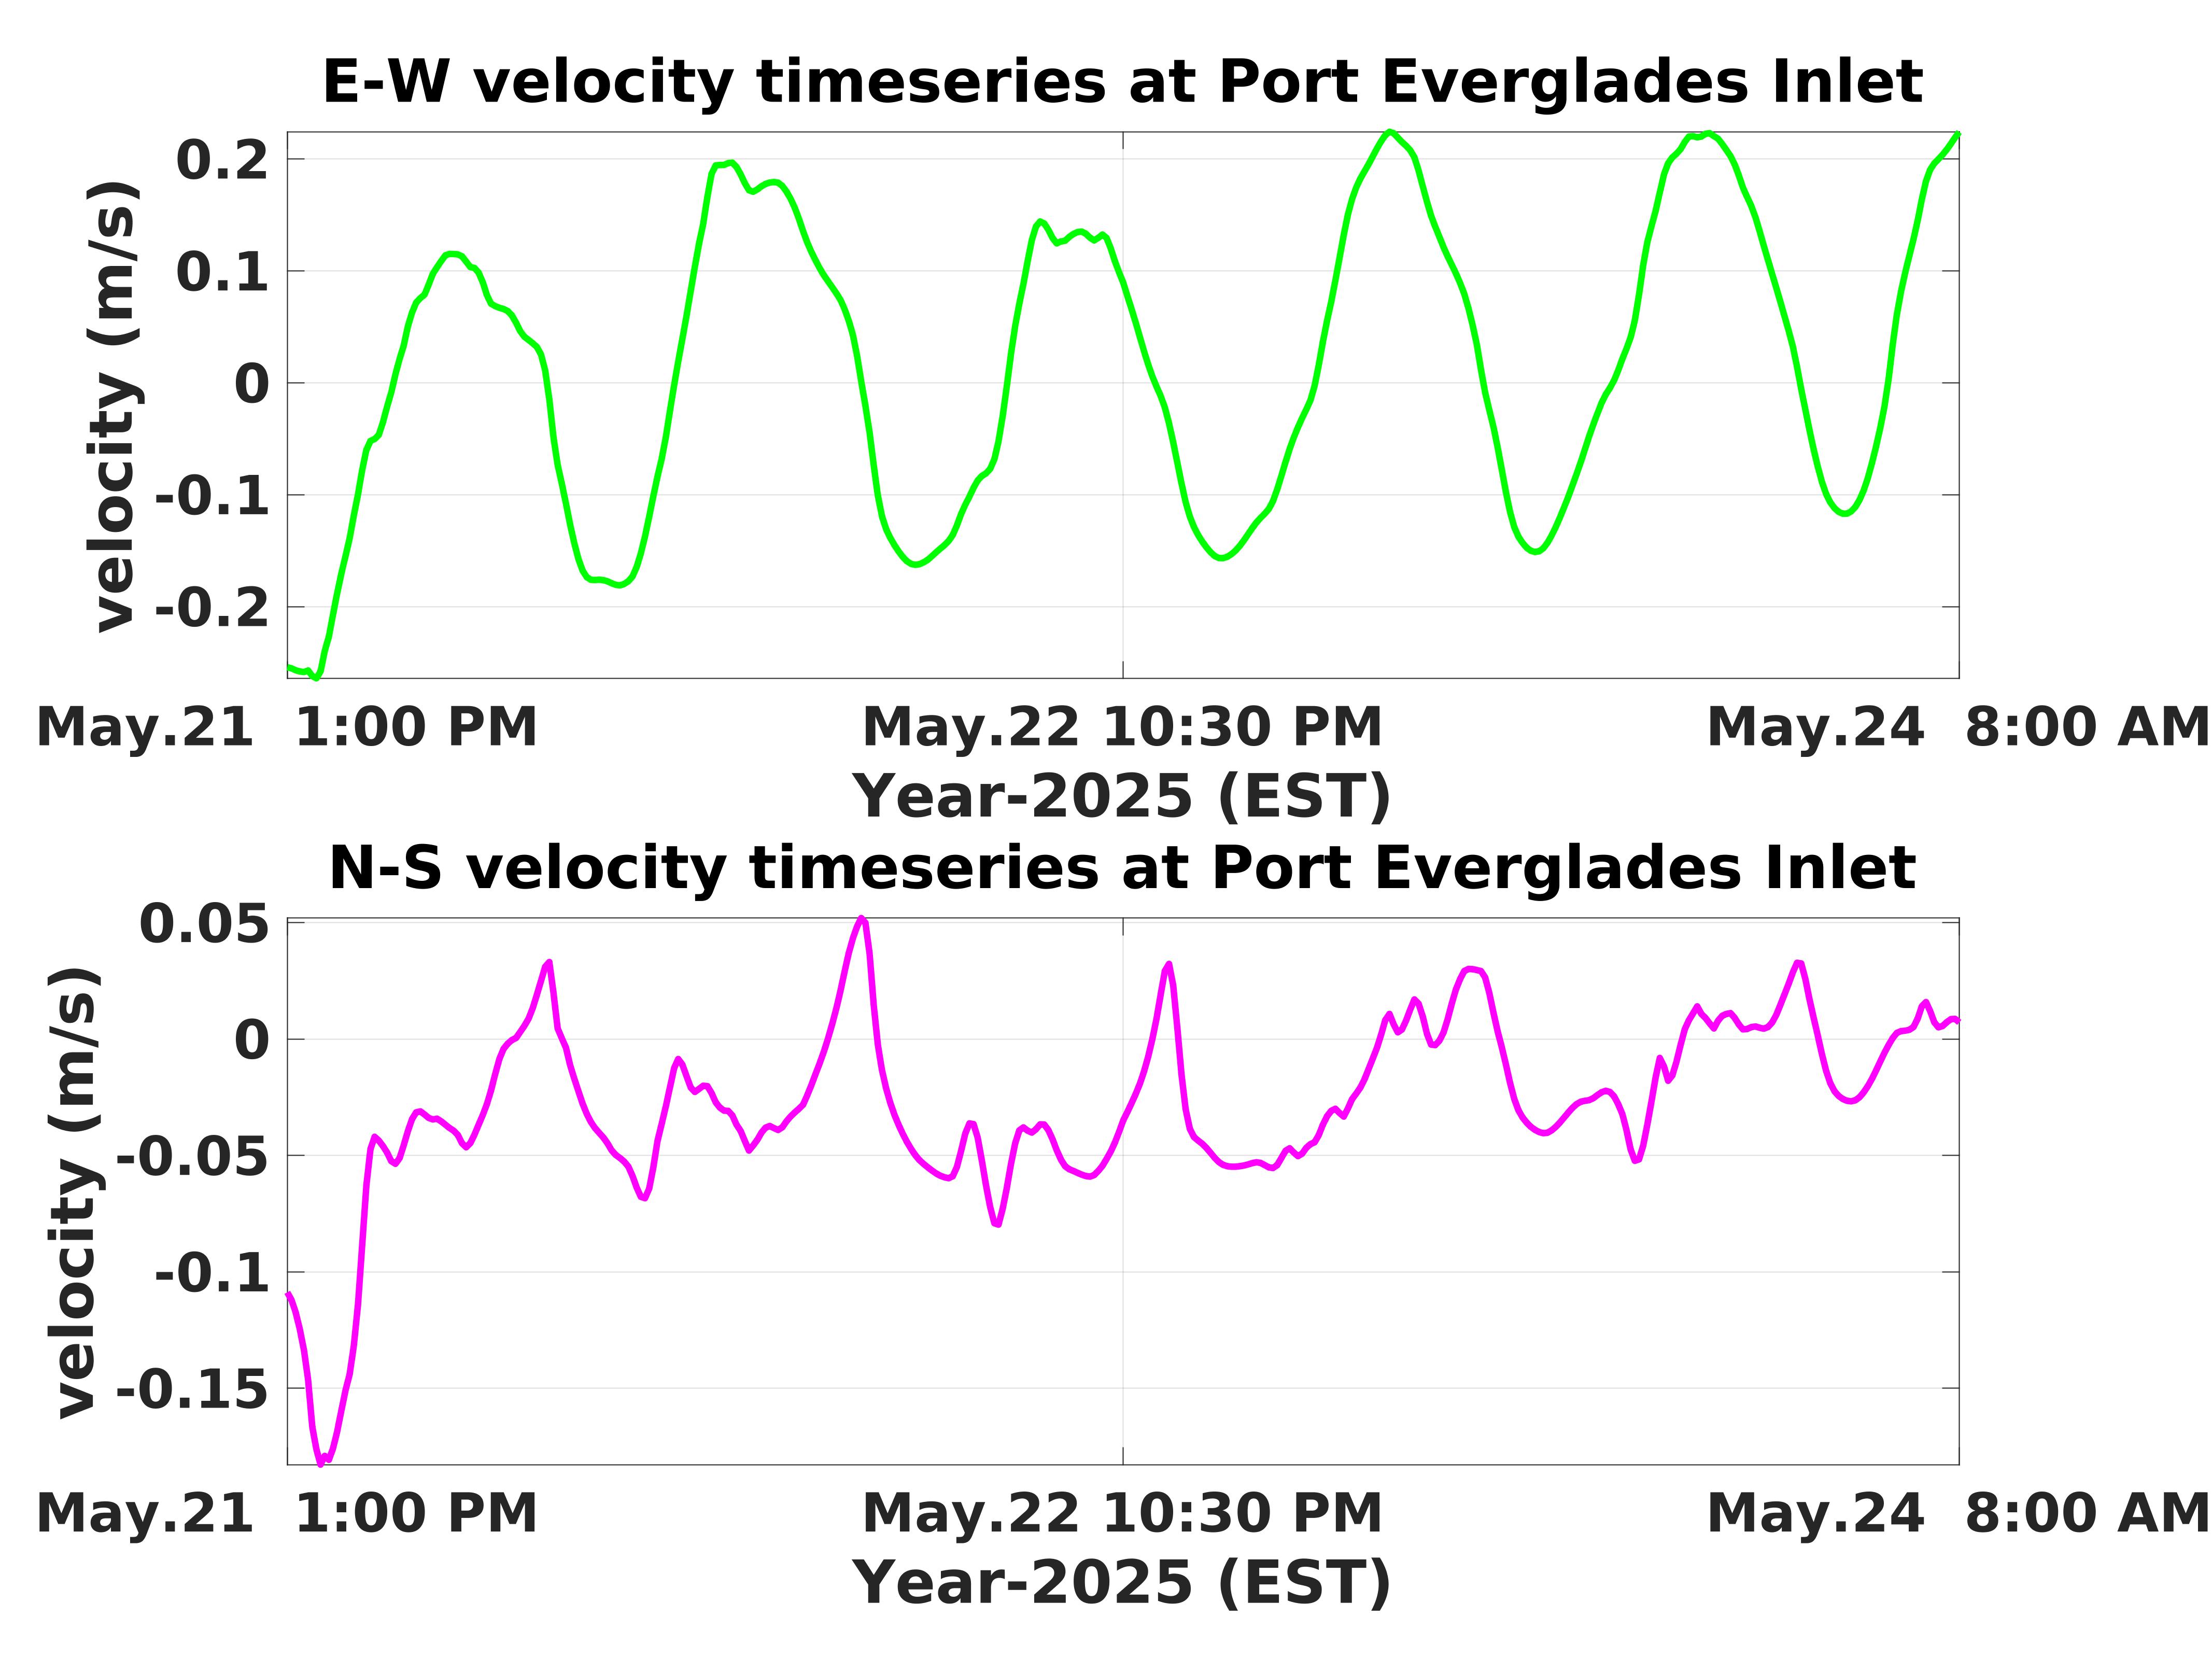 E-W velocity timeseries at Port Everglades Inlet
velocity (m/s)
0.2
0.1
0
-0.1
-0.2
May.21  1:00 PM
May.22 10:30 PM
May.24  8:00 AM
Year-2025 (EST)
N-S velocity timeseries at Port Everglades Inlet
velocity (m/s)
0.05
0
-0.05
-0.1
-0.15
May.21  1:00 PM
May.22 10:30 PM
May.24  8:00 AM
Year-2025 (EST)